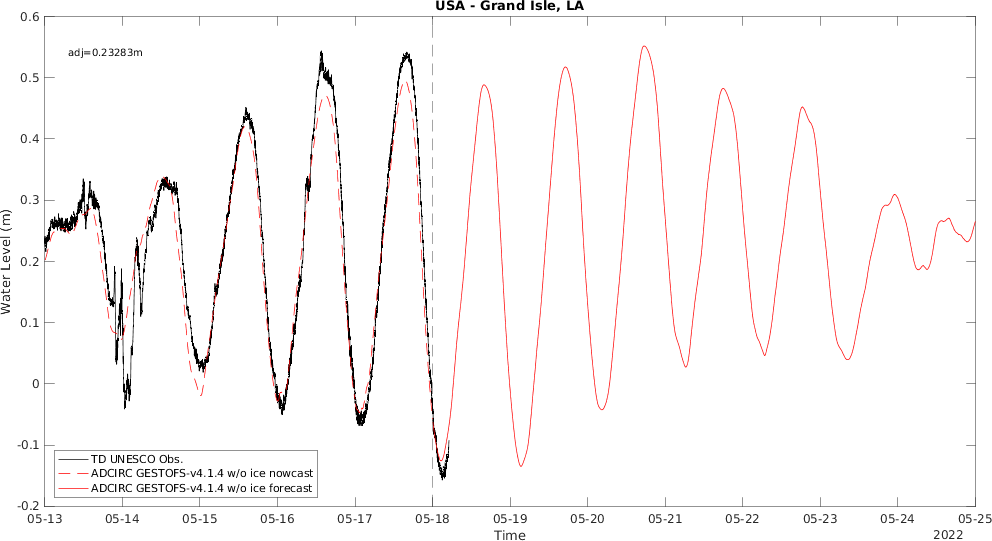 USA - Grand Isle, LA
adj=0.23283m
0.6
0.5
0.4
0.3
0.2
0.1
0
-0.1
-0.2
Water Level (m)
TD UNESCO Obs.
ADCIRC GESTOFS-v4.1.4 w/o ice nowcast
ADCIRC GESTOFS-v4.1.4 w/o ice forecast
05-13 05-14 05-15 05-16 05-17 05-18 05-19 05-20 05-21 05-22 05-23 05-24 05-25
Time
2022